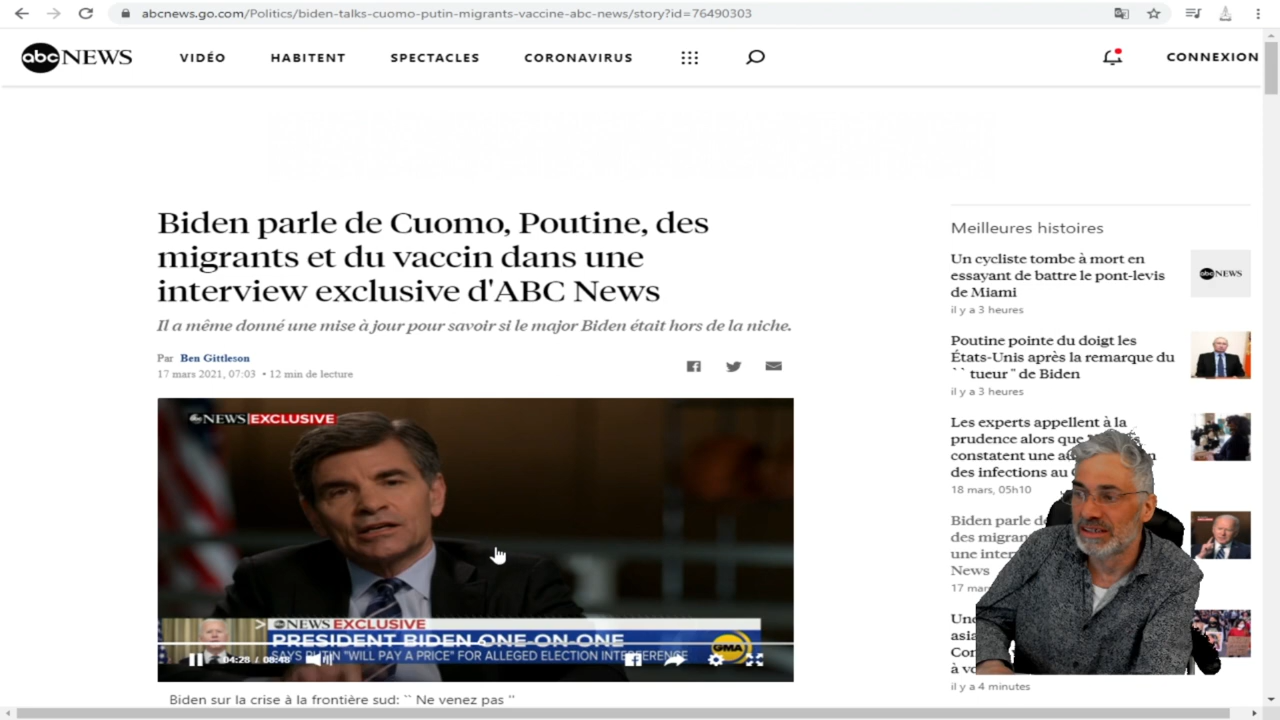 abcnews.go.com/Politics/biden-talks-cuomo-putin-migrants-vaccine-abc-news/story?id=76490303
abc NEWS VIDÉO HABITENT SPECTACLES CORONAVIRUS CONNEXION
Biden parle de Cuomo, Poutine, des
migrants et du vaccin dans une
interview exclusive d'ABC News
Il a même donné une mise à jour pour savoir si le major Biden était hors de la niche.
Par Ben Gittleson
17 mars 2021, 07:03 • 12 min de lecture
abc NEWS EXCLUSIVE
abc NEWS EXCLUSIVE
PRESIDENT BIDEN ONE-ON-ONE
SAYS PUTIN "WILL PAY A PRICE" FOR ALLEGED ELECTION INTERFERENCE
GMA
04:28 / 08:48
Biden sur la crise à la frontière sud: `` Ne venez pas ''
Meilleures histoires
Un cycliste tombe à mort en
essayant de battre le pont-levis
de Miami
il y a 3 heures
abc NEWS
Poutine pointe du doigt les
États-Unis après la remarque du
`` tueur '' de Biden
il y a 3 heures
Les experts appellent à la
prudence alors que
constatent une
des infections au
18 mars, 05h10
Biden parle
des
une
News
17
à
il y a 4 minutes